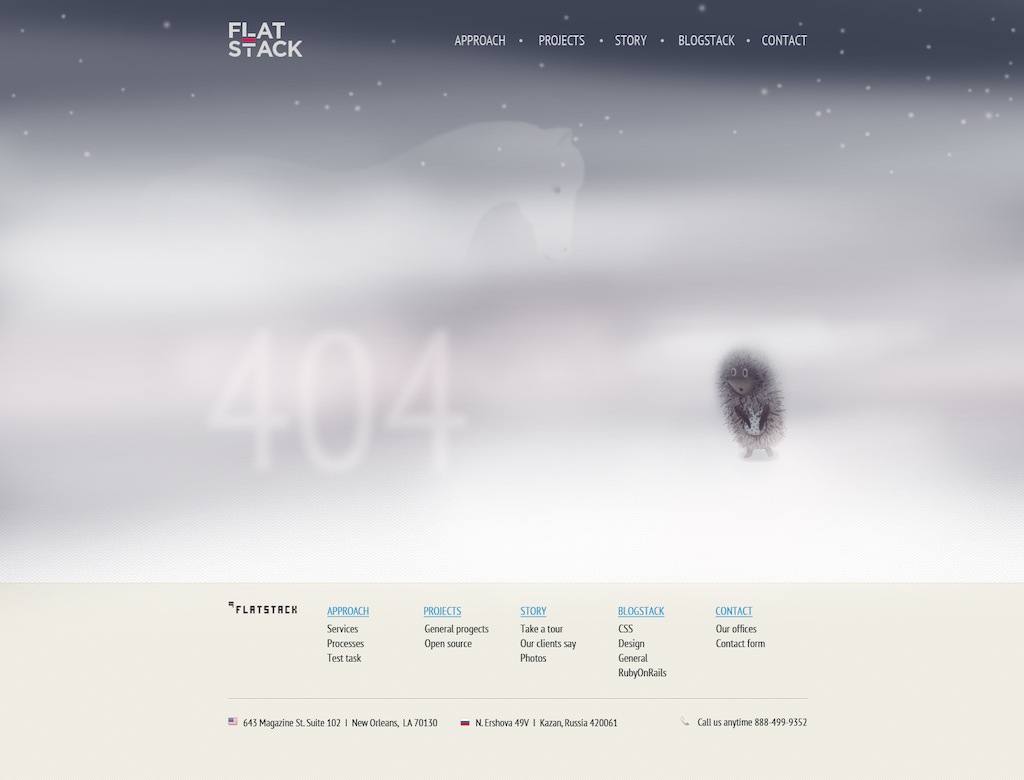 FLAT
STACK
APPROACH • PROJECTS • STORY • BLOGSTACK • CONTACT
404
FLATSTACK
APPROACH
Services
Processes
Test task
PROJECTS
General progects
Open source
STORY
Take a tour
Our clients say
Photos
BLOGSTACK
CSS
Design
General
RubyOnRails
CONTACT
Our offices
Contact form
643 Magazine St. Suite 102 | New Orleans, LA 70130
N. Ershova 49V | Kazan, Russia 420061
Call us anytime 888-499-9352